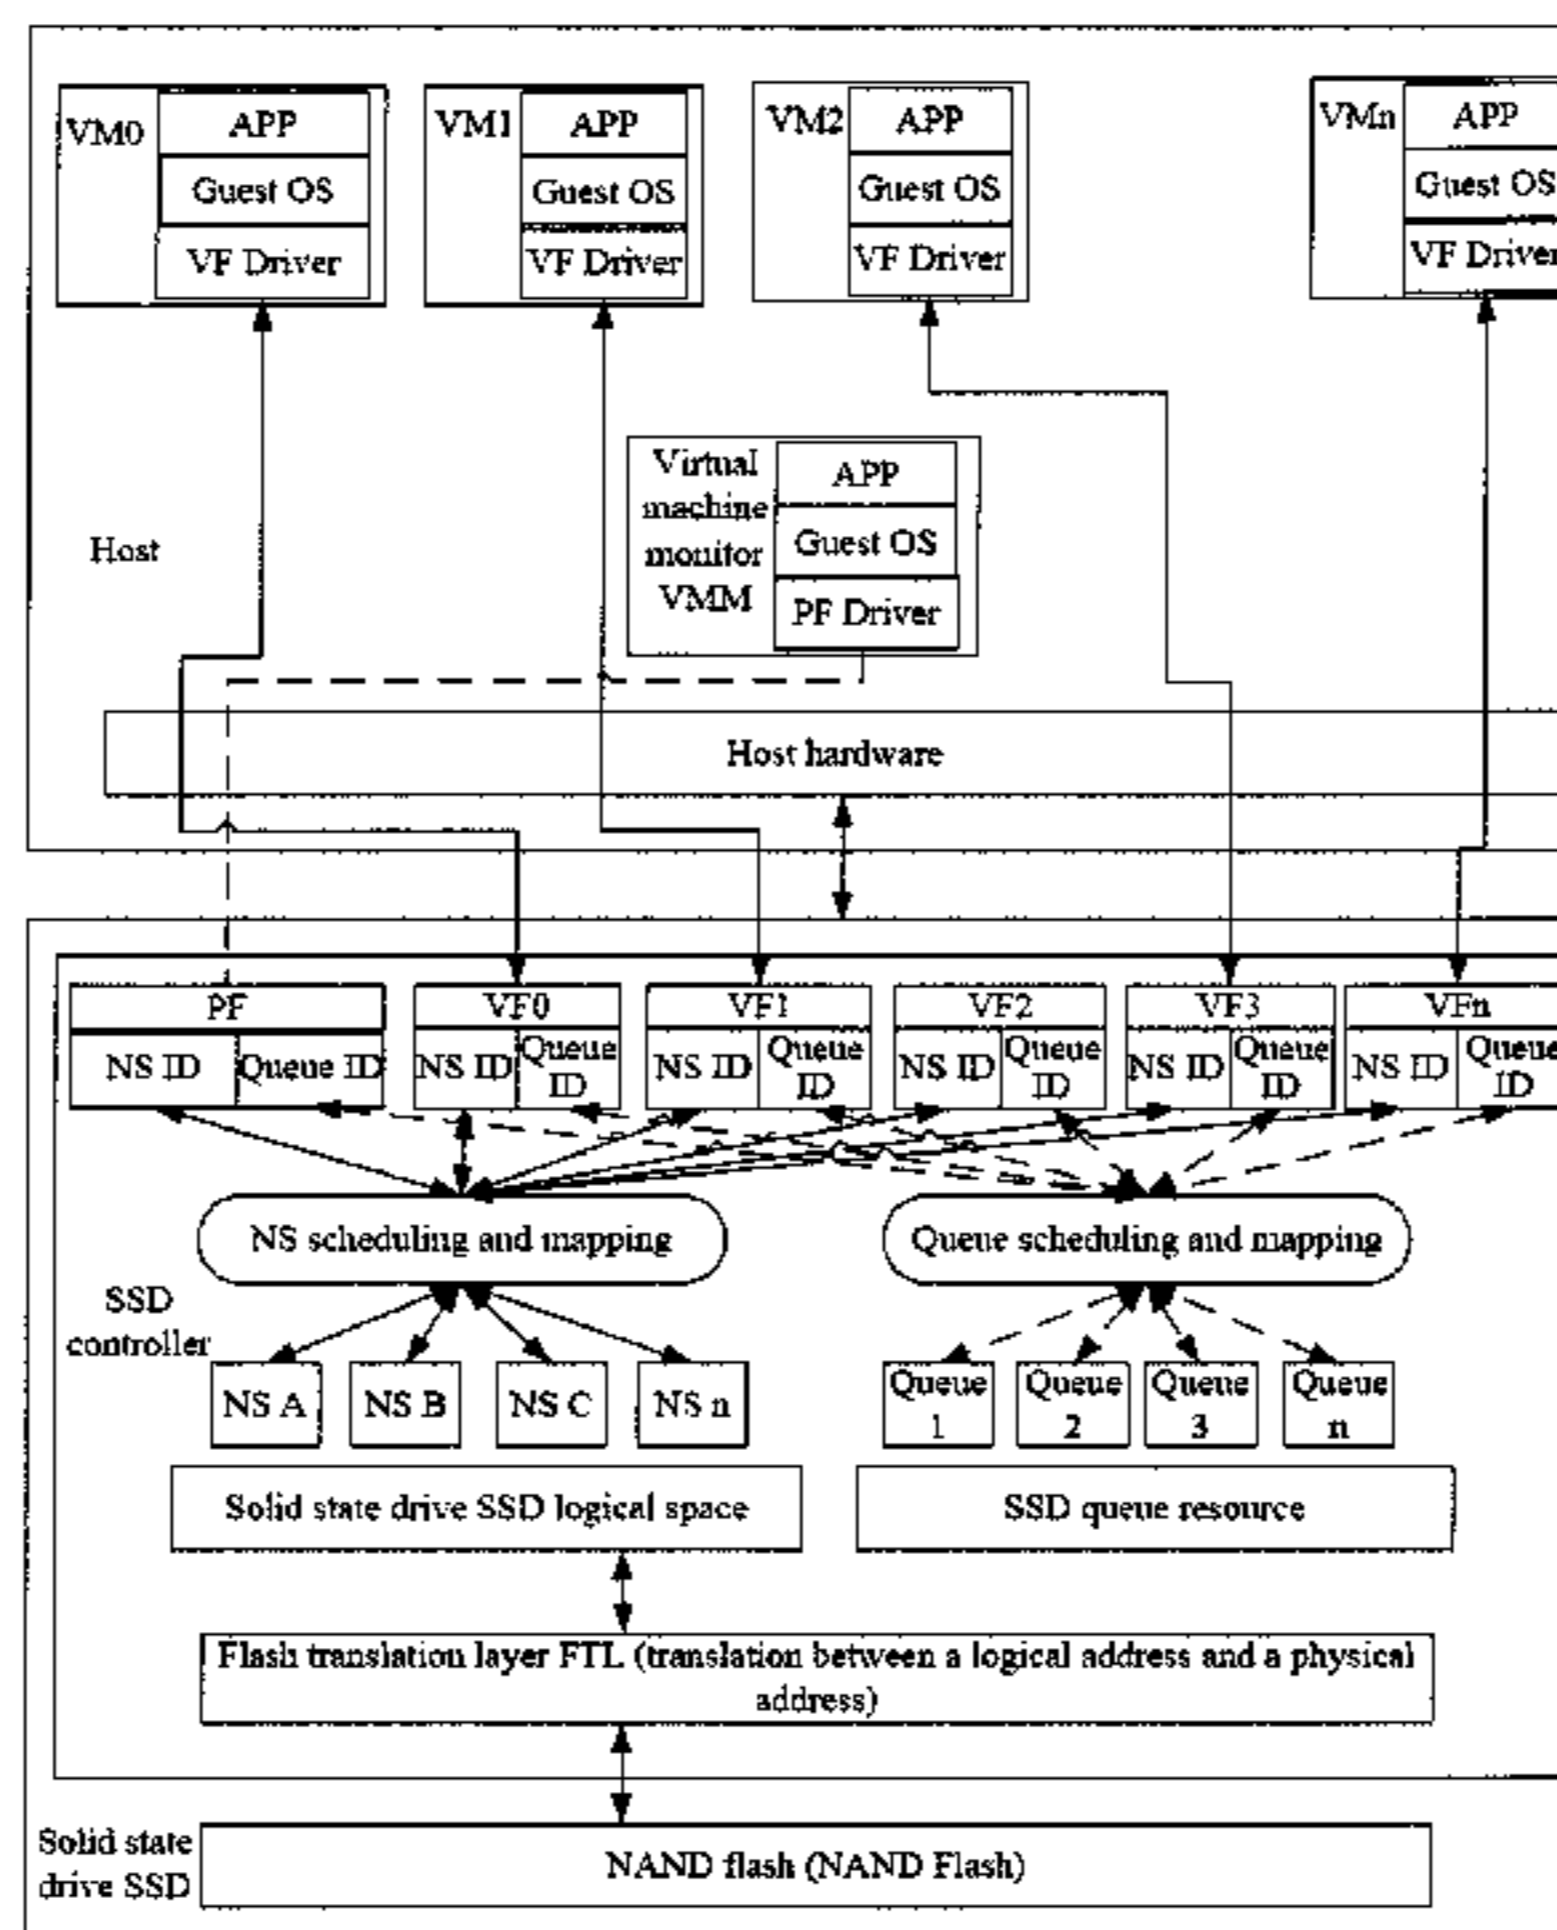 VM0
APP
Guest OS
VF Driver
VM1
APP
Guest OS
VF Driver
VM2
APP
Guest OS
VF Driver
VMn
APP
Guest OS
VF Driver
Host
Virtual
machine
monitor
VMM
APP
Guest OS
PF Driver
Host hardware
PF
NS ID
Queue ID
VF0
NS ID
Queue
ID
VF1
NS ID
Queue
ID
VF2
NS ID
Queue
ID
VF3
NS ID
Queue
ID
VFn
NS ID
Queue
ID
NS scheduling and mapping
Queue scheduling and mapping
SSD
controller
NS A
NS B
NS C
NS n
Queue
1
Queue
2
Queue
3
Queue
n
Solid state drive SSD logical space
SSD queue resource
Flash translation layer FTL (translation between a logical address and a physical
address)
Solid state
drive SSD
NAND flash (NAND Flash)